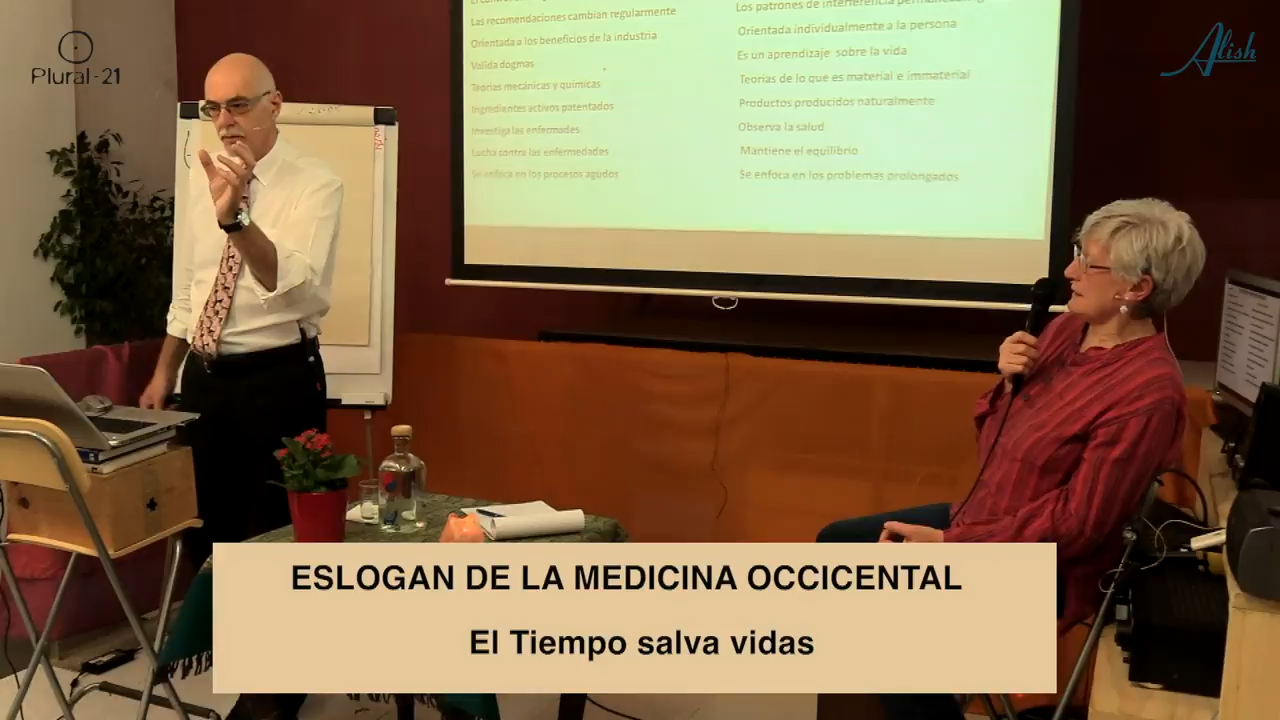 Plural-21
Alish
Las recomendaciones cambian regularmente
Orientada a los beneficios de la industria
Valida dogmas
Teorías mecánicas y químicas
Ingredientes activos patentados
Investiga las enfermades
Lucha contra las enfermedades
Se enfoca en los procesos agudos
Los patrones de interferencia
Orientada individualmente a la persona
Es un aprendizaje sobre la vida
Teorías de lo que es material e immaterial
Productos producidos naturalmente
Observa la salud
Mantiene el equilibrio
Se enfoca en los problemas prolongados
ESLOGAN DE LA MEDICINA OCCICENTAL
El Tiempo salva vidas